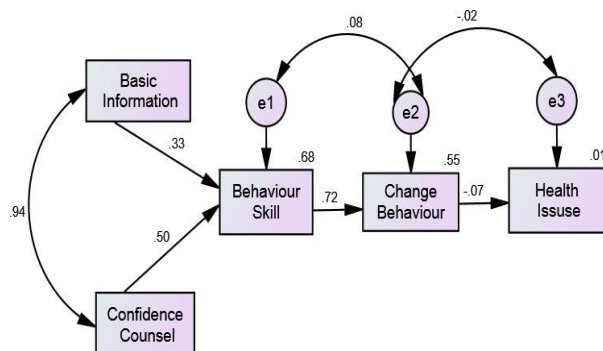 .08
-.02
Basic
Information
e1
e2
e3
.33
.68
.55
.01
Behaviour
Skill
.72
Change
Behaviour
-.07
Health
Issuse
.94
.50
Confidence
Counsel